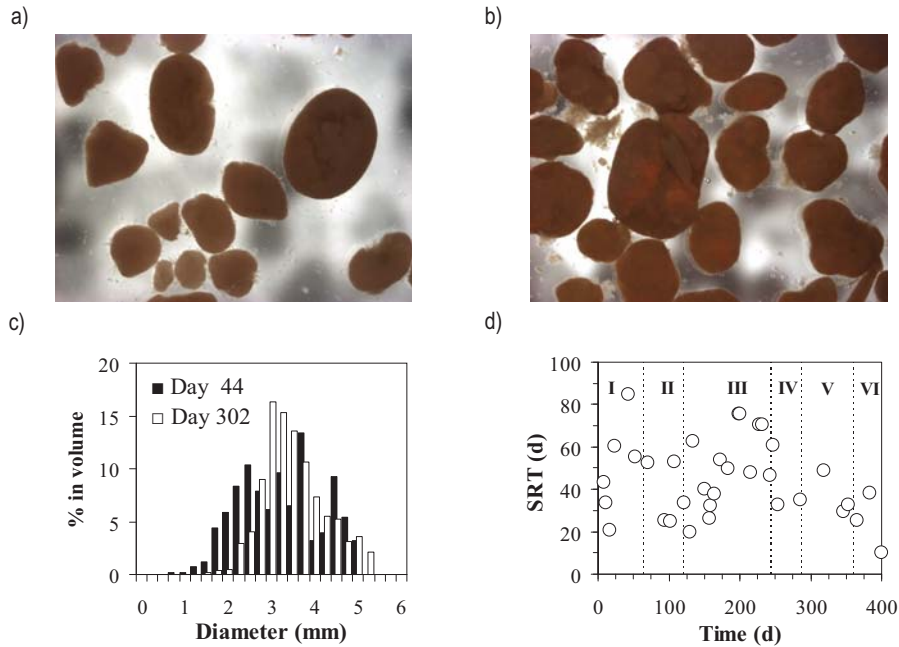 a)
b)
c)
20
15
10
5
0
% in volume
Day 44
Day 302
0 1 2 3 4 5 6
Diameter (mm)
d)
100
80
60
40
20
0
SRT (d)
I II III IV V VI
0 100 200 300 400
Time (d)